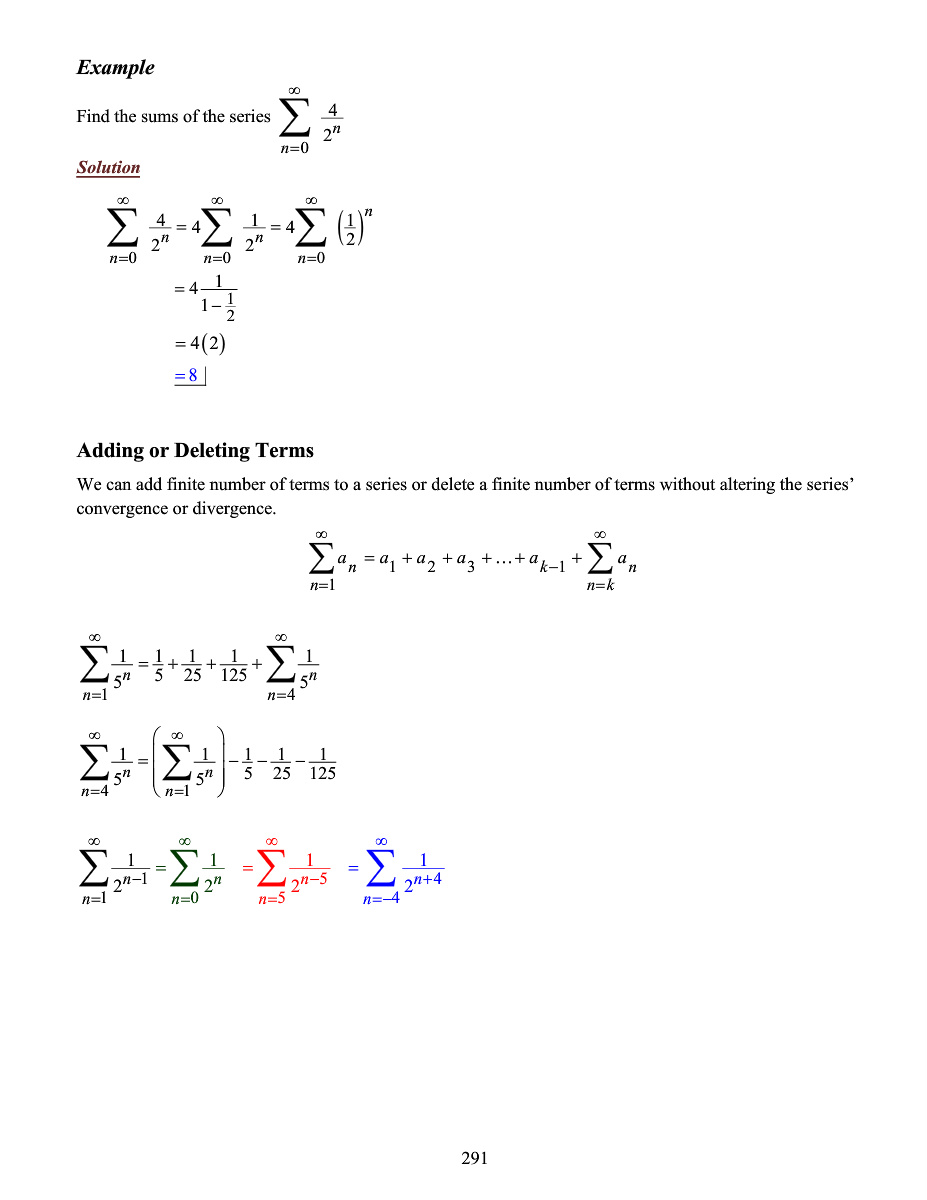 Example
Find the sums of the series $\sum_{n=0}^{\infty} \frac{4}{2^n}$
Solution
$\sum_{n=0}^{\infty} \frac{4}{2^n} = 4\sum_{n=0}^{\infty} \frac{1}{2^n} = 4\sum_{n=0}^{\infty} \left(\frac{1}{2}\right)^n$
$= 4\frac{1}{1-\frac{1}{2}}$
$= 4(2)$
$= 8$
Adding or Deleting Terms
We can add finite number of terms to a series or delete a finite number of terms without altering the series’
convergence or divergence.
$\sum_{n=1}^{\infty} a_n = a_1 + a_2 + a_3 + \ldots + a_{k-1} + \sum_{n=k}^{\infty} a_n$
$\sum_{n=1}^{\infty} \frac{1}{5^n} = \frac{1}{5} + \frac{1}{25} + \frac{1}{125} + \sum_{n=4}^{\infty} \frac{1}{5^n}$
$\sum_{n=4}^{\infty} \frac{1}{5^n} = \left(\sum_{n=1}^{\infty} \frac{1}{5^n}\right) - \frac{1}{5} - \frac{1}{25} - \frac{1}{125}$
$\sum_{n=1}^{\infty} \frac{1}{2^{n-1}} = \sum_{n=0}^{\infty} \frac{1}{2^n} = \sum_{n=5}^{\infty} \frac{1}{2^{n-5}} = \sum_{n=-4}^{\infty} \frac{1}{2^{n+4}}$
291